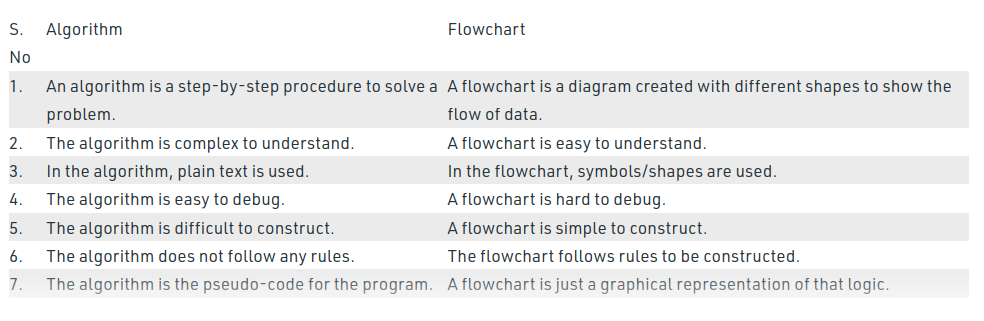 S. No Algorithm Flowchart
1. An algorithm is a step-by-step procedure to solve a problem. A flowchart is a diagram created with different shapes to show the flow of data.
2. The algorithm is complex to understand. A flowchart is easy to understand.
3. In the algorithm, plain text is used. In the flowchart, symbols/shapes are used.
4. The algorithm is easy to debug. A flowchart is hard to debug.
5. The algorithm is difficult to construct. A flowchart is simple to construct.
6. The algorithm does not follow any rules. The flowchart follows rules to be constructed.
7. The algorithm is the pseudo-code for the program. A flowchart is just a graphical representation of that logic.